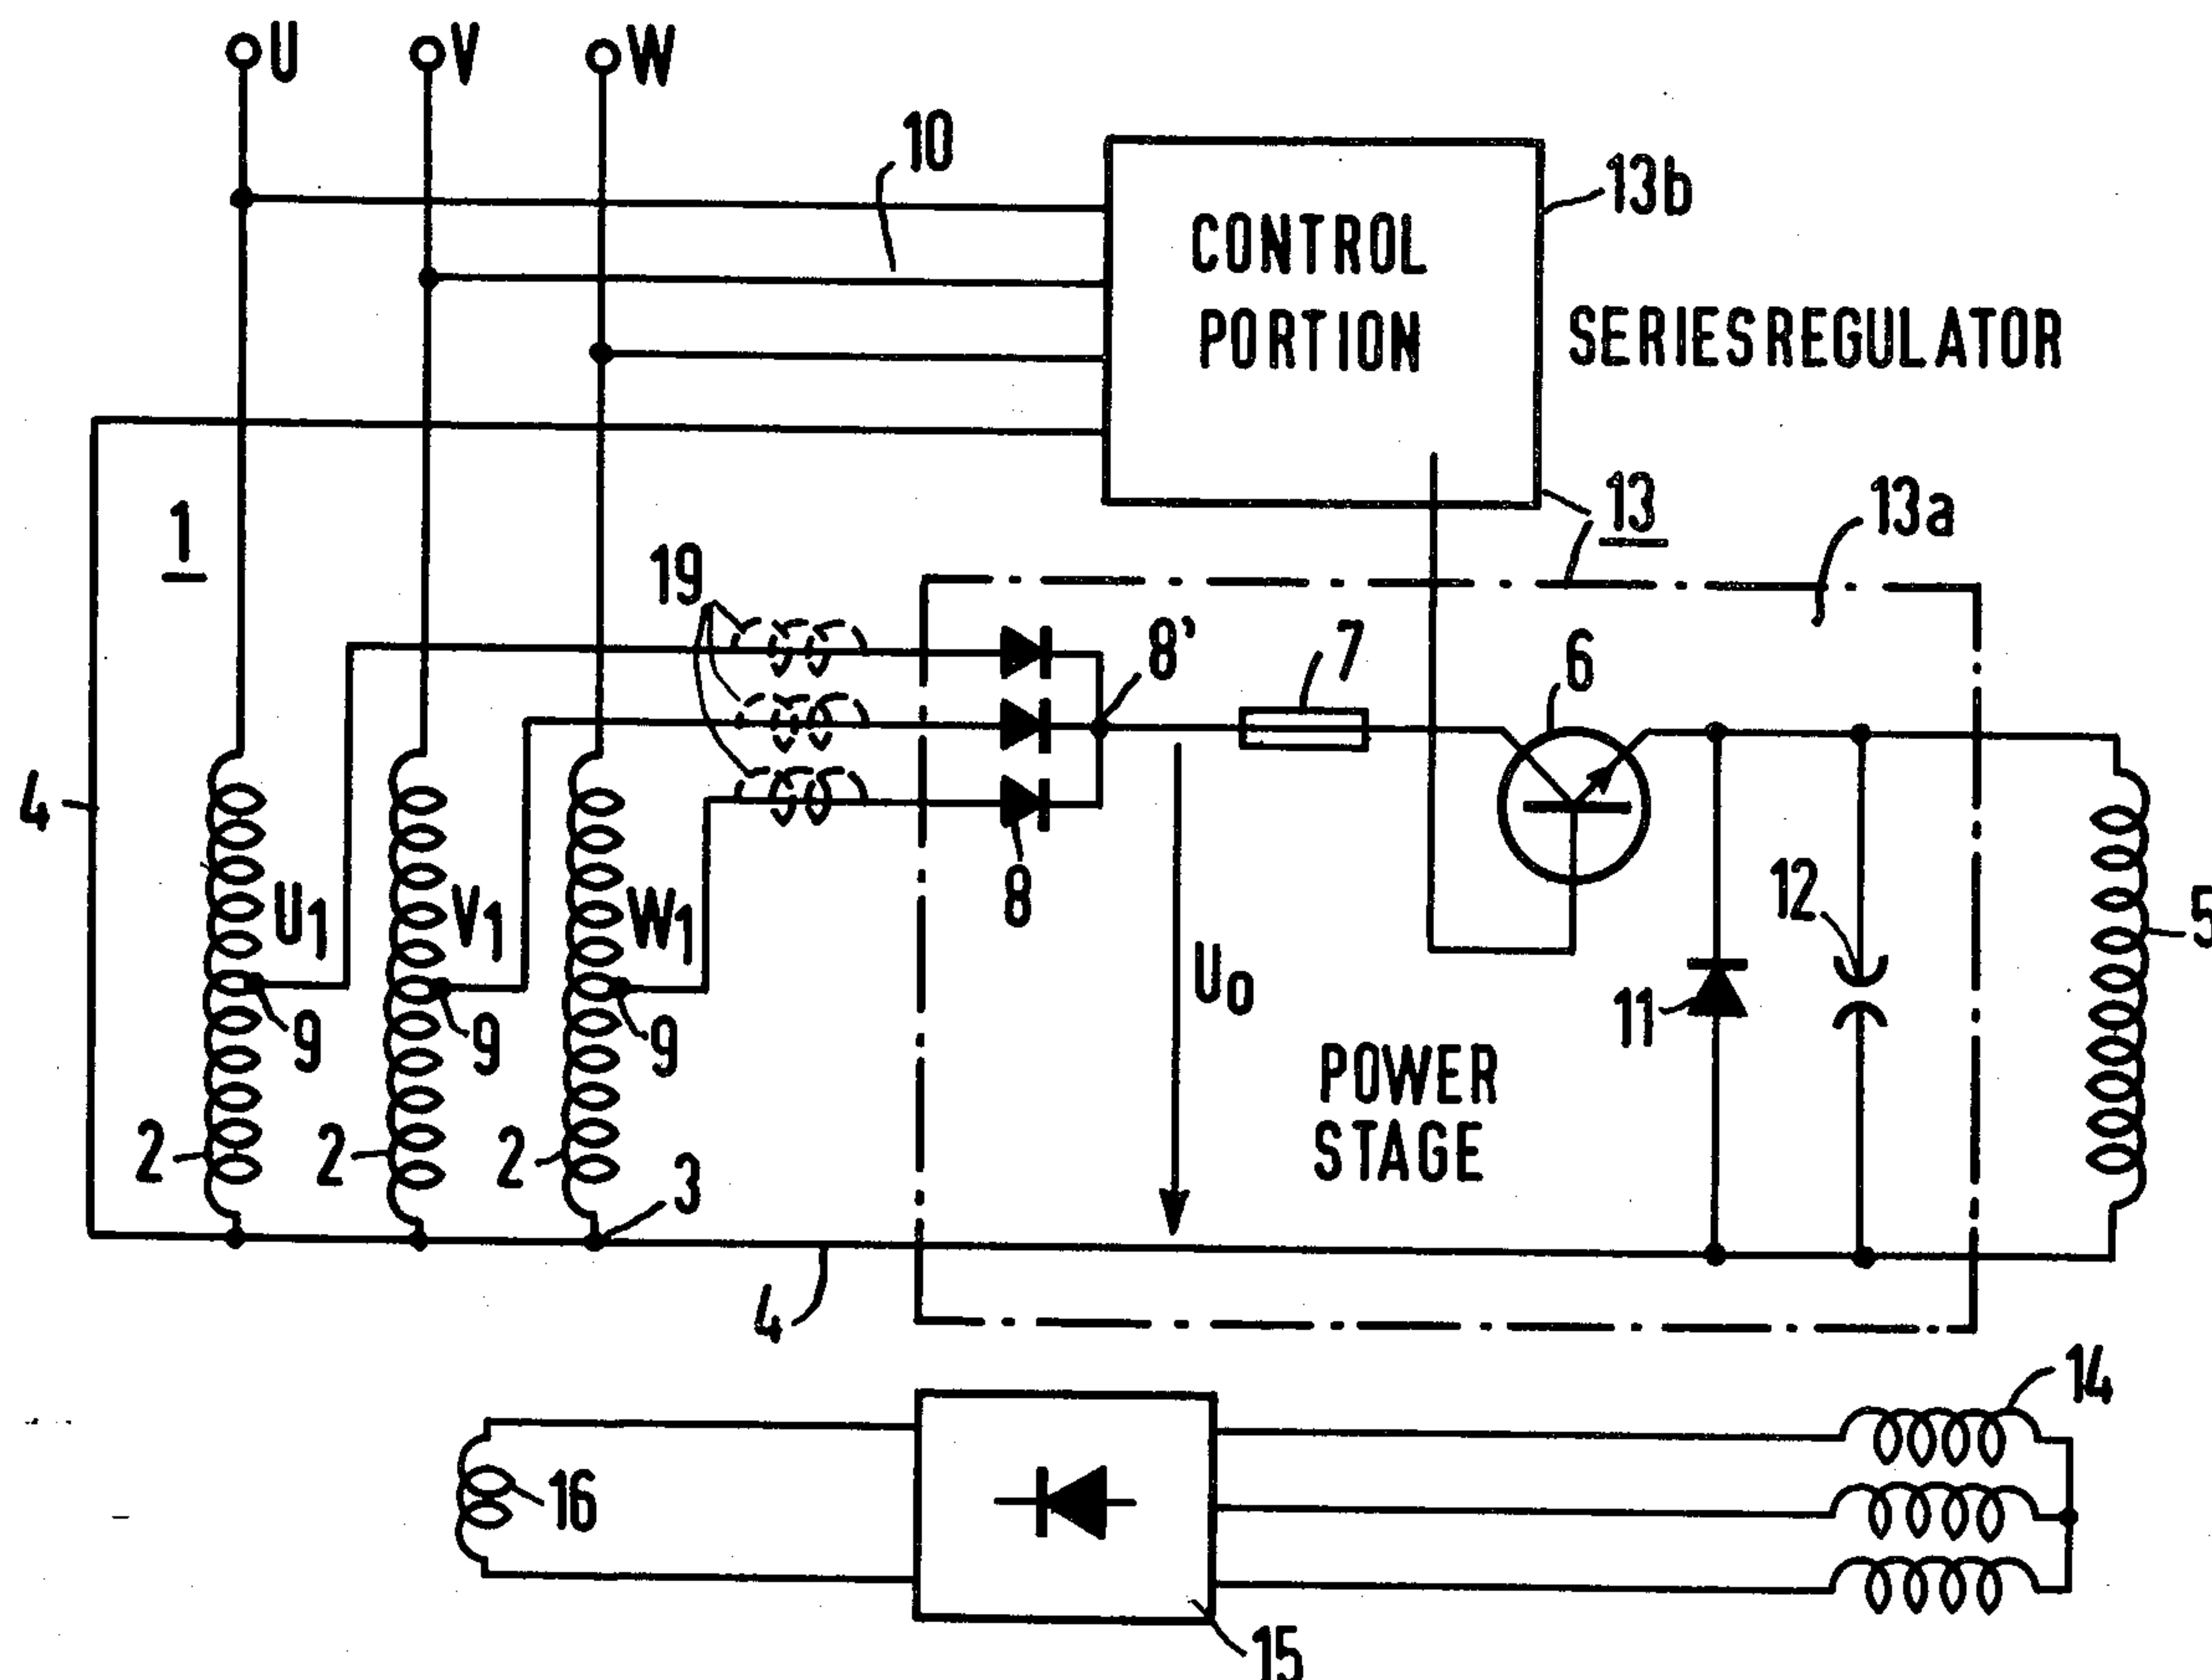 U V W
10
CONTROL
PORTION
13b
SERIES REGULATOR
1
13
13a
19
8'
7
6
4
U1 V1 W1
8
12
5
U0
11
9 9 9
POWER
STAGE
2 2 2
3
4
14
16
15